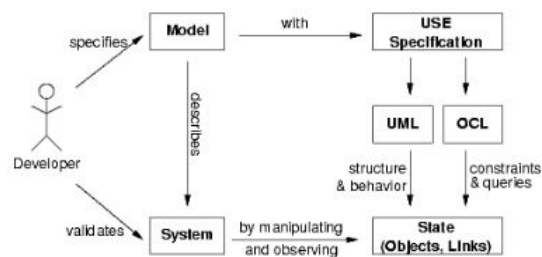 Model
with
USE
Specification
specifies
Developer
describes
UML
OCL
structure
& behavior
constraints
& queries
validates
System
by manipulating
and observing
State
(Objects, Links)